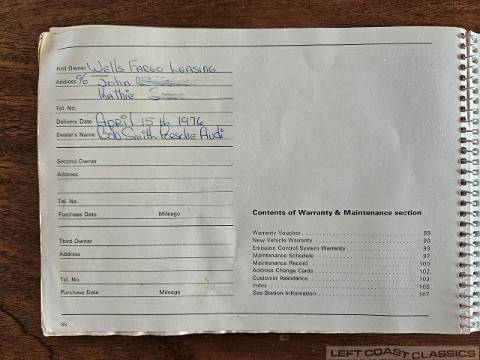 First Owner Wells Fargo Leasing
Address % John
Kathie S
Tel. No.
Delivery Date April 15th 1976
Dealer's Name Bob Smith Porsche Audi
Second Owner
Address
Tel. No.
Purchase Date Mileage
Third Owner
Address
Tel. No.
Purchase Date Mileage
88
Contents of Warranty & Maintenance section
Warranty Voucher 89
New Vehicle Warranty 90
Emission Control System Warranty 93
Maintenance Schedule 97
Maintenance Record 100
Address Change Cards 102
Customer Assistance 103
Index 105
Gas Station Information 107
LEFT COAST CLASSICS